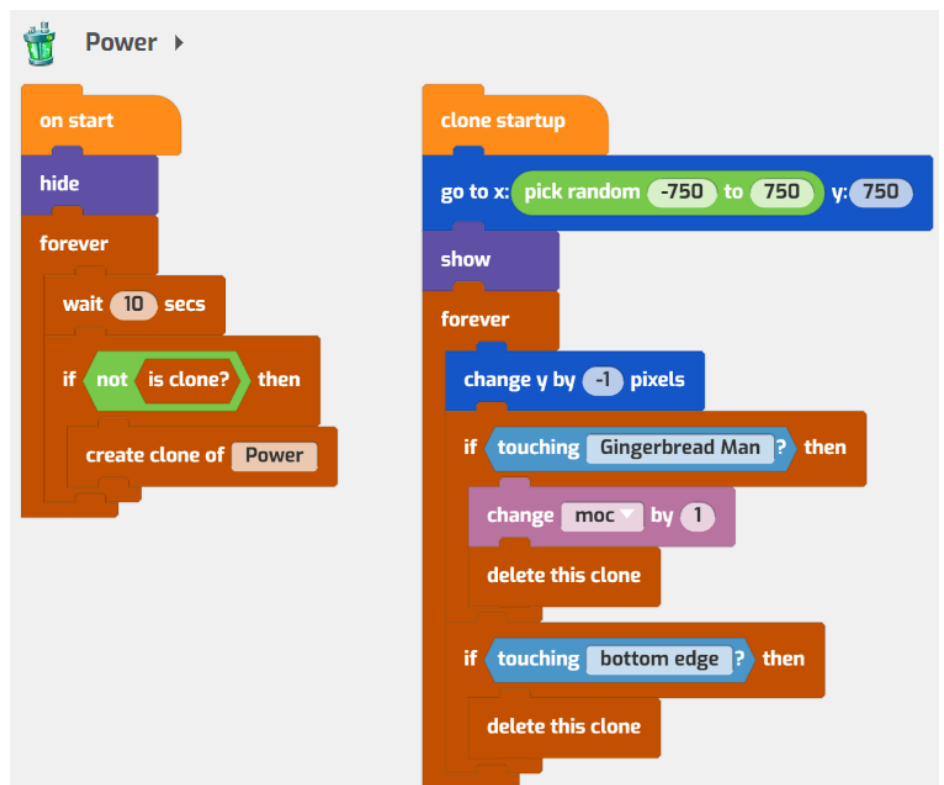 Power
on start
hide
forever
wait 10 secs
if not is clone? then
create clone of Power
clone startup
go to x: pick random -750 to 750 y: 750
show
forever
change y by -1 pixels
if touching Gingerbread Man ? then
change moc by 1
delete this clone
if touching bottom edge ? then
delete this clone